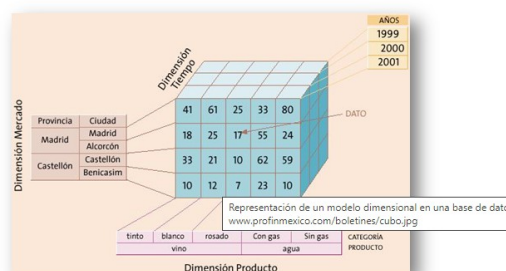 AÑOS
1999
2000
2001
Dimensión
Tiempo
Dimensión Mercado
Provincia Ciudad
Madrid Madrid
Alcorcón
Castellón Castellón
Benicasim
41 61 25 33 80
18 25 17 55 24
33 21 10 62 59
10 12 7 23 10
DATO
Representación de un modelo dimensional en una base de dato
www.profinmexico.com/boletines/cubo.jpg
tinto blanco rosado Con gas Sin gas CATEGORÍA
vino agua PRODUCTO
Dimensión Producto